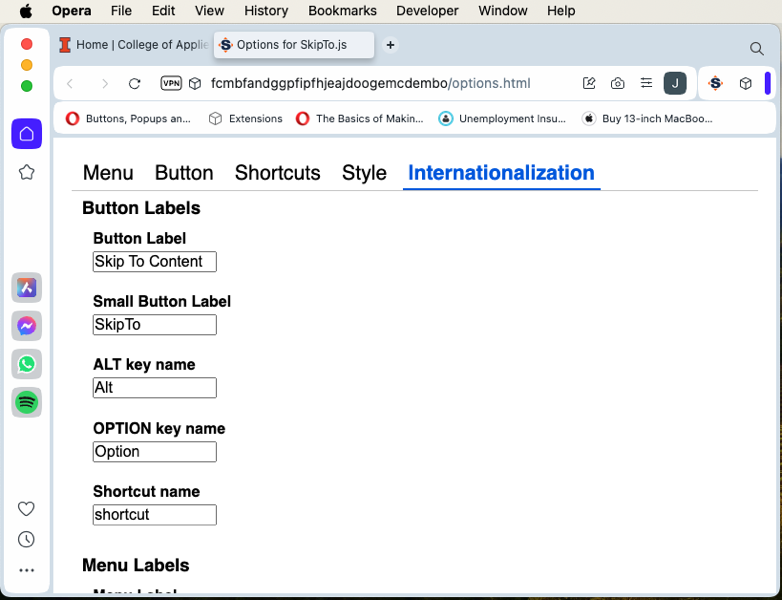 Opera File Edit View History Bookmarks Developer Window Help
Home | College of Applie
Options for SkipTo.js
VPN fcmbfandggpfipfhjeajdoogemcdembo/options.html J
Buttons, Popups an... Extensions The Basics of Makin... Unemployment Insu... Buy 13-inch MacBoo...
Menu Button Shortcuts Style Internationalization
Button Labels
Button Label
Skip To Content
Small Button Label
SkipTo
ALT key name
Alt
OPTION key name
Option
Shortcut name
shortcut
Menu Labels
Menu Label